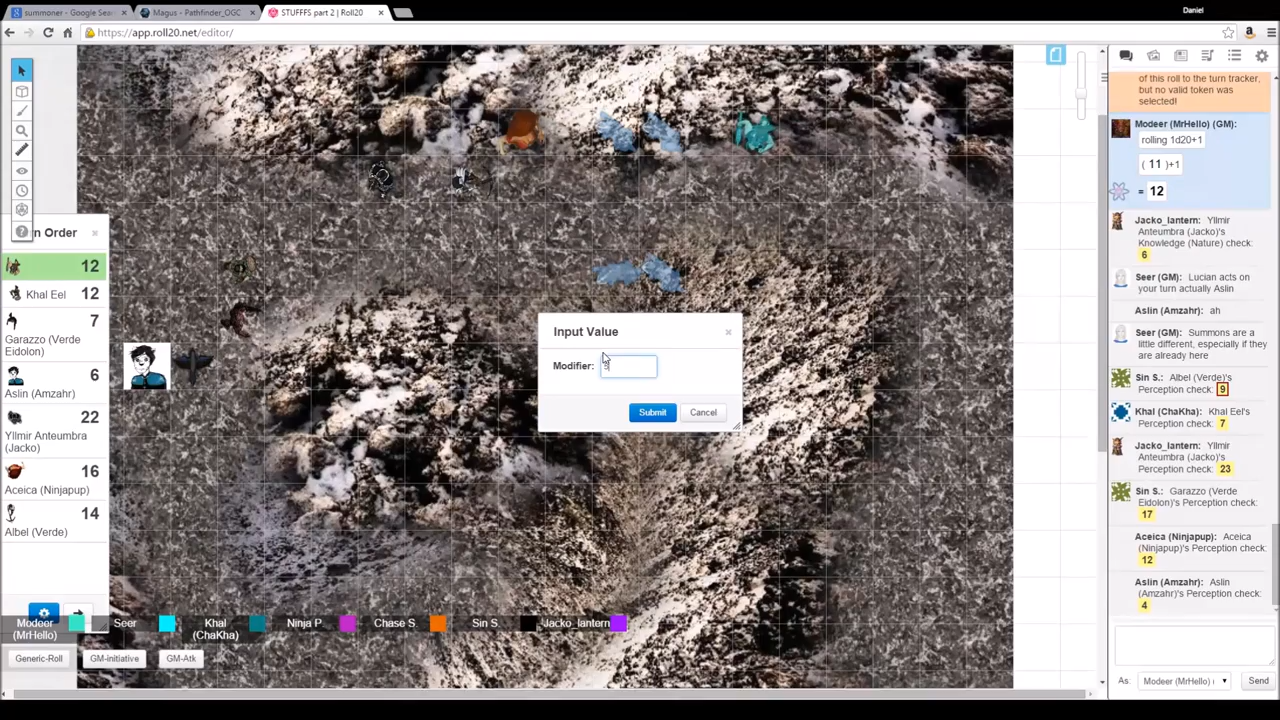 summoner - Google Sea
Magus - Pathfinder_OGC
STUFFFS part 2 | Roll20
Daniel
https://app.roll20.net/editor/
of this roll to the turn tracker,
but no valid token was
selected!
Modeer (MrHello) (GM):
rolling 1d20+1
( 11 )+1
= 12
Jacko_lantern: Yllmir
Anteumbra (Jacko)'s
Knowledge (Nature) check:
6
Seer (GM): Lucian acts on
your turn actually Aslin
Aslin (Amzahr): ah
Seer (GM): Summons are a
little different, especially if they
are already here
Sin S.: Albel (Verde)'s
Perception check: 9
Khal (ChaKha): Khal Eel's
Perception check: 7
Jacko_lantern: Yllmir
Anteumbra (Jacko)'s
Perception check: 23
Sin S.: Garazzo (Verde
Eidolon)'s Perception check:
17
Aceica (Ninjapup): Aceica
(Ninjapup)'s Perception check:
12
Aslin (Amzahr): Aslin
(Amzahr)'s Perception check:
4
As: Modeer (MrHello) (
Send
n Order
12
Khal Eel 12
7
Garazzo (Verde
Eidolon)
6
Aslin (Amzahr)
22
Yllmir Anteumbra
(Jacko)
16
Aceica (Ninjapup)
14
Albel (Verde)
Input Value
Modifier:
Submit Cancel
Modeer
(MrHello)
Seer
Khal
(ChaKha)
Ninja P.
Chase S.
Sin S.
Jacko_lantern
Generic-Roll GM-initiative GM-Atk